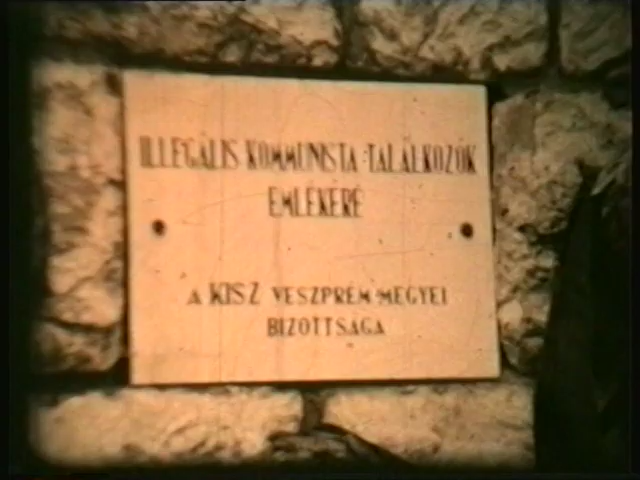 ILLEGÁLIS KOMMUNISTA TALÁLKOZÓK
EMLÉKÉRE
A KISZ VESZPRÉM MEGYEI
BIZOTTSÁGA